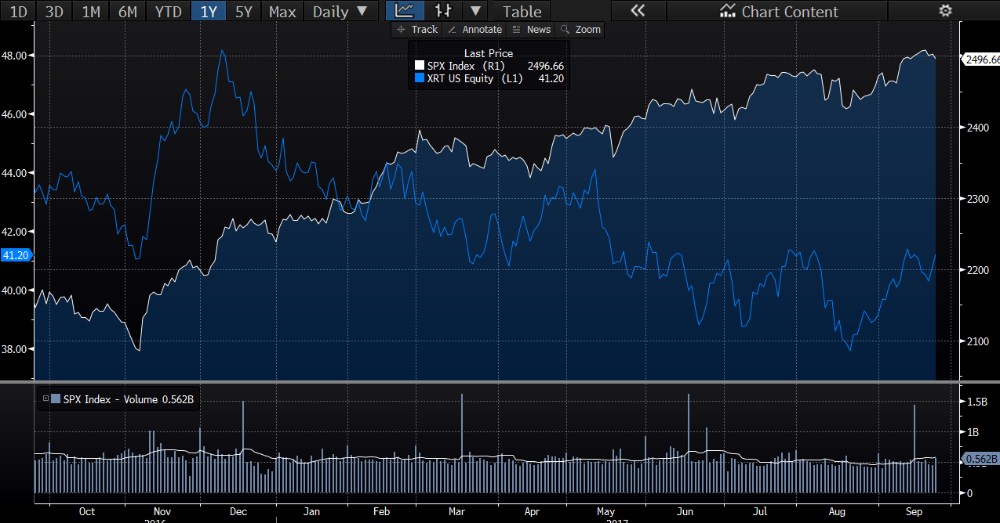 1D 3D 1M 6M YTD 1Y 5Y Max Daily ▼ ▼ Table « Chart Content
Track Annotate News Zoom
Last Price
SPX Index (R1) 2496.66
XRT US Equity (L1) 41.20
48.00
46.00
44.00
42.00
41.20
40.00
38.00
2496.66
2400
2300
2200
2100
SPX Index - Volume 0.562B
1.5B
1B
0.562B
0
Oct Nov Dec Jan Feb Mar Apr May Jun Jul Aug Sep
2016 2017